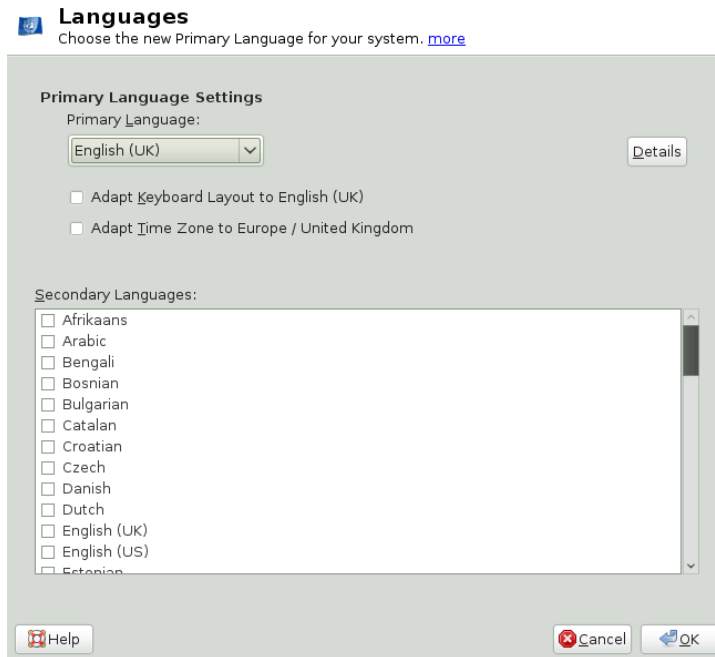 Languages
Choose the new Primary Language for your system. more
Primary Language Settings
Primary Language:
English (UK)
Details
Adapt Keyboard Layout to English (UK)
Adapt Time Zone to Europe / United Kingdom
Secondary Languages:
Afrikaans
Arabic
Bengali
Bosnian
Bulgarian
Catalan
Croatian
Czech
Danish
Dutch
English (UK)
English (US)
Estonian
Help
Cancel
OK